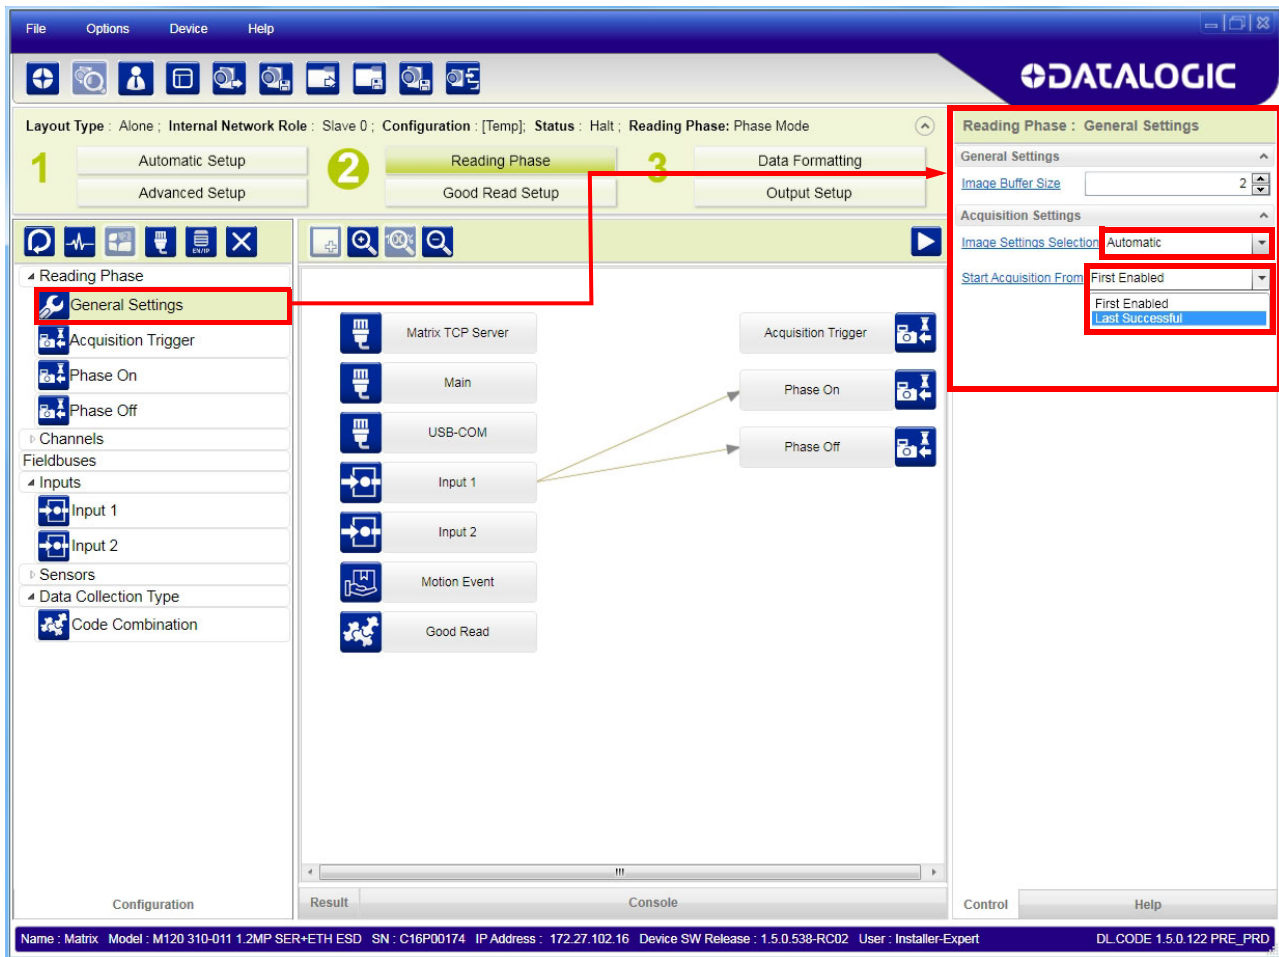 File Options Device Help
DATALOGIC
Layout Type : Alone ; Internal Network Role : Slave 0 ; Configuration : [Temp]; Status : Halt ; Reading Phase: Phase Mode
1 Automatic Setup
Advanced Setup
2 Reading Phase
Good Read Setup
3 Data Formatting
Output Setup
EN/IP
Reading Phase
General Settings
Acquisition Trigger
Phase On
Phase Off
Channels
Fieldbuses
Inputs
Input 1
Input 2
Sensors
Data Collection Type
Code Combination
Configuration
100%
Matrix TCP Server
Main
USB-COM
Input 1
Input 2
Motion Event
Good Read
Acquisition Trigger
Phase On
Phase Off
Result Console
Reading Phase : General Settings
General Settings
Image Buffer Size 2
Acquisition Settings
Image Settings Selection Automatic
Start Acquisition From First Enabled
First Enabled
Last Successful
Control Help
Name : Matrix Model : M120 310-011 1.2MP SER+ETH ESD SN : C16P00174 IP Address : 172.27.102.16 Device SW Release : 1.5.0.538-RC02 User : Installer-Expert DL.CODE 1.5.0.122 PRE_PRD